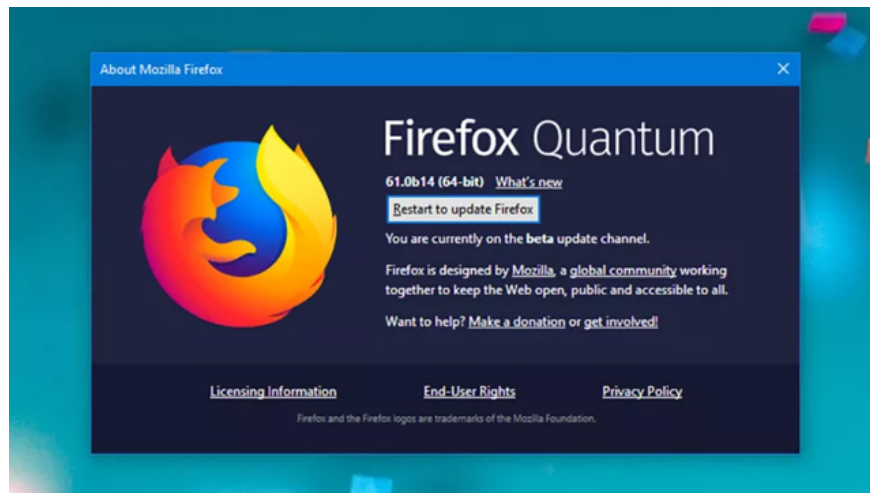 About Mozilla Firefox
Firefox Quantum
61.0b14 (64-bit) What's new
Restart to update Firefox
You are currently on the beta update channel.
Firefox is designed by Mozilla, a global community working
together to keep the Web open, public and accessible to all.
Want to help? Make a donation or get involved!
Licensing Information End-User Rights Privacy Policy
Firefox and the Firefox logos are trademarks of the Mozilla Foundation.